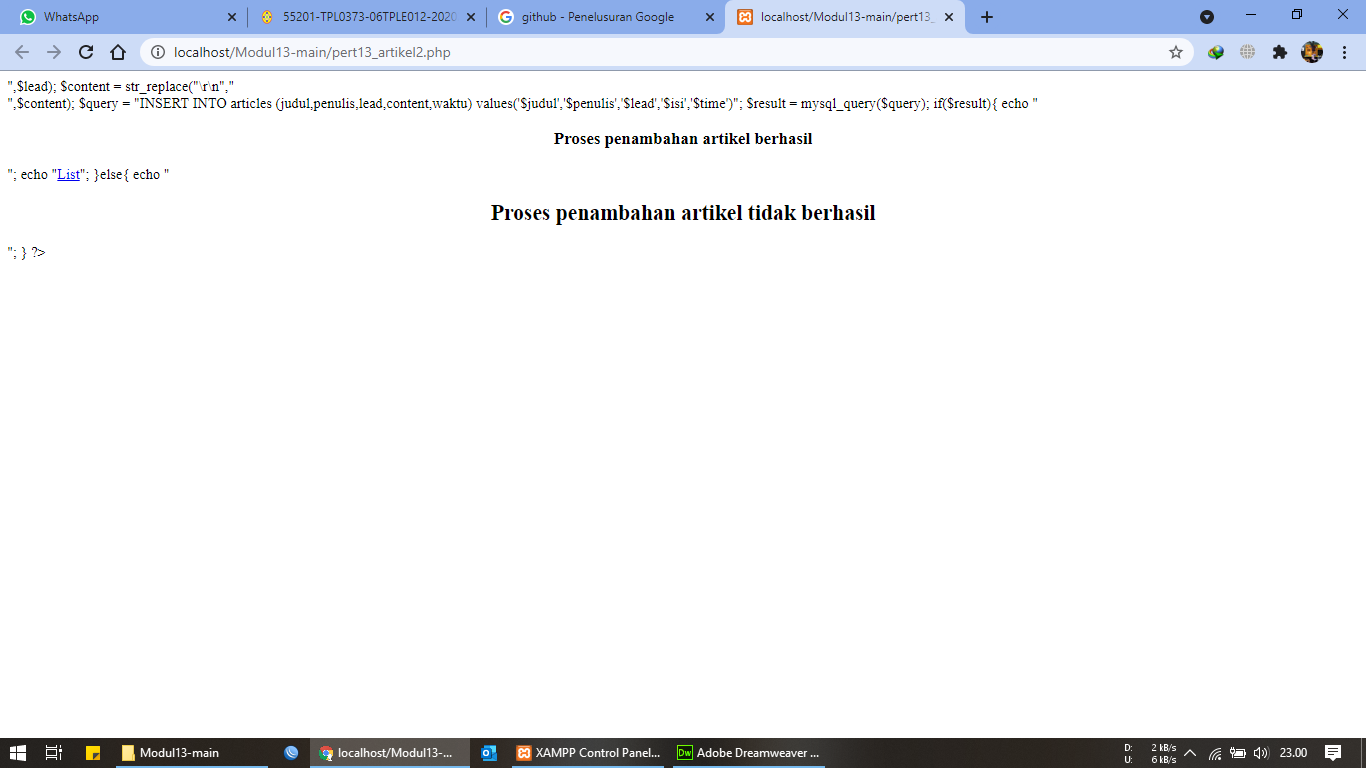 WhatsApp
55201-TPL0373-06TPLE012-2020
github - Penelusuran Google
localhost/Modul13-main/pert13_
localhost/Modul13-main/pert13_artikel2.php
",$lead); $content = str_replace("\r\n","
",$content); $query = "INSERT INTO articles (judul,penulis,lead,content,waktu) values('$judul','$penulis','$lead','$isi','$time')"; $result = mysql_query($query); if($result){ echo "
Proses penambahan artikel berhasil
"; echo "List"; }else{ echo "
Proses penambahan artikel tidak berhasil
"; } ?>
Modul13-main
localhost/Modul13-...
XAMPP Control Panel...
Dw Adobe Dreamweaver ...
D: 2 kB/s
U: 6 kB/s
23.00